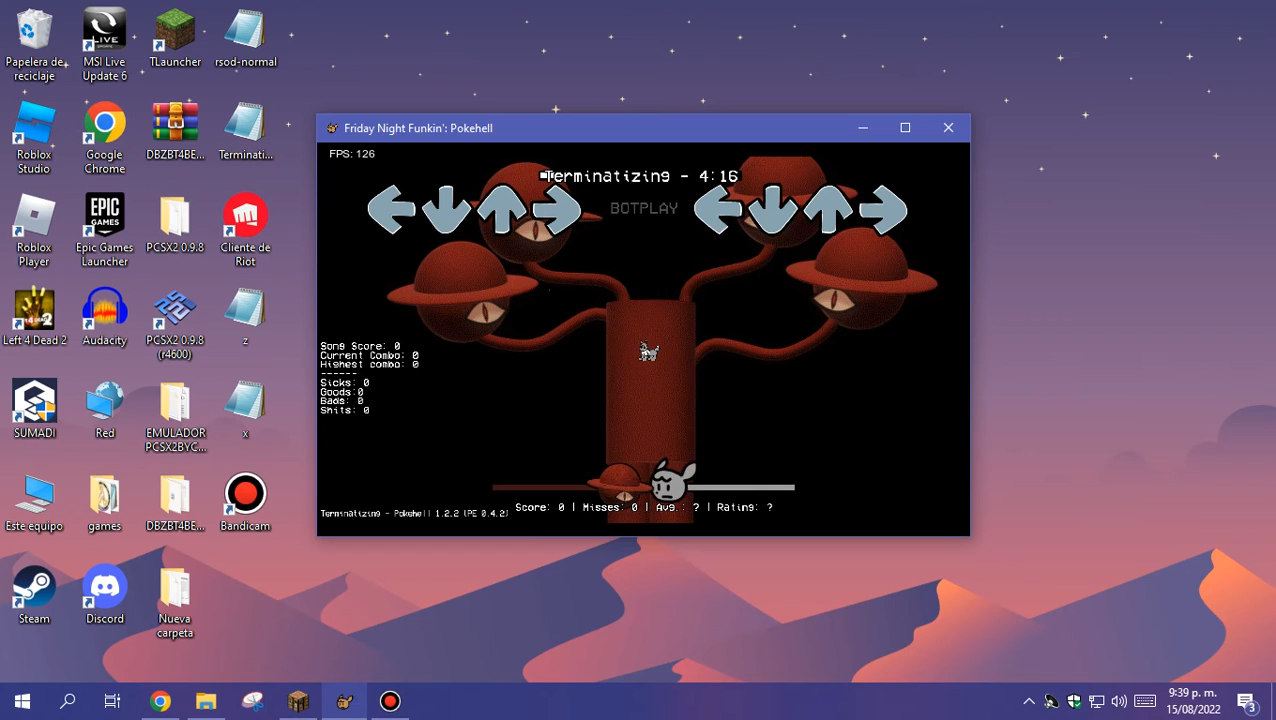 Papelera de
reciclaje
MSI Live
Update 6
TLauncher
rsod-normal
Roblox
Studio
Google
Chrome
DBZBT4BE...
Terminati...
Roblox
Player
Epic Games
Launcher
PCSX2 0.9.8
Cliente de
Riot
Left 4 Dead 2
Audacity
PCSX2 0.9.8
(r4600)
z
SUMADI
Red
EMULADOR
PCSX2BYC...
x
Este equipo
games
DBZBT4BE...
Bandicam
Steam
Discord
Nueva
carpeta
EPIC
GAMES
Friday Night Funkin': Pokehell
FPS: 126
Terminatizing - 4:16
BOTPLAY
Song Score: 0
Current Combo: 0
Highest combo: 0
------
Sicks: 0
Goods:0
Bads: 0
Shits: 0
Score: 0 | Misses: 0 | Avg.: ? | Rating: ?
Terminatizing - Pokehell 1.2.2 (PE 0.4.2)
9:39 p. m.
15/08/2022
3